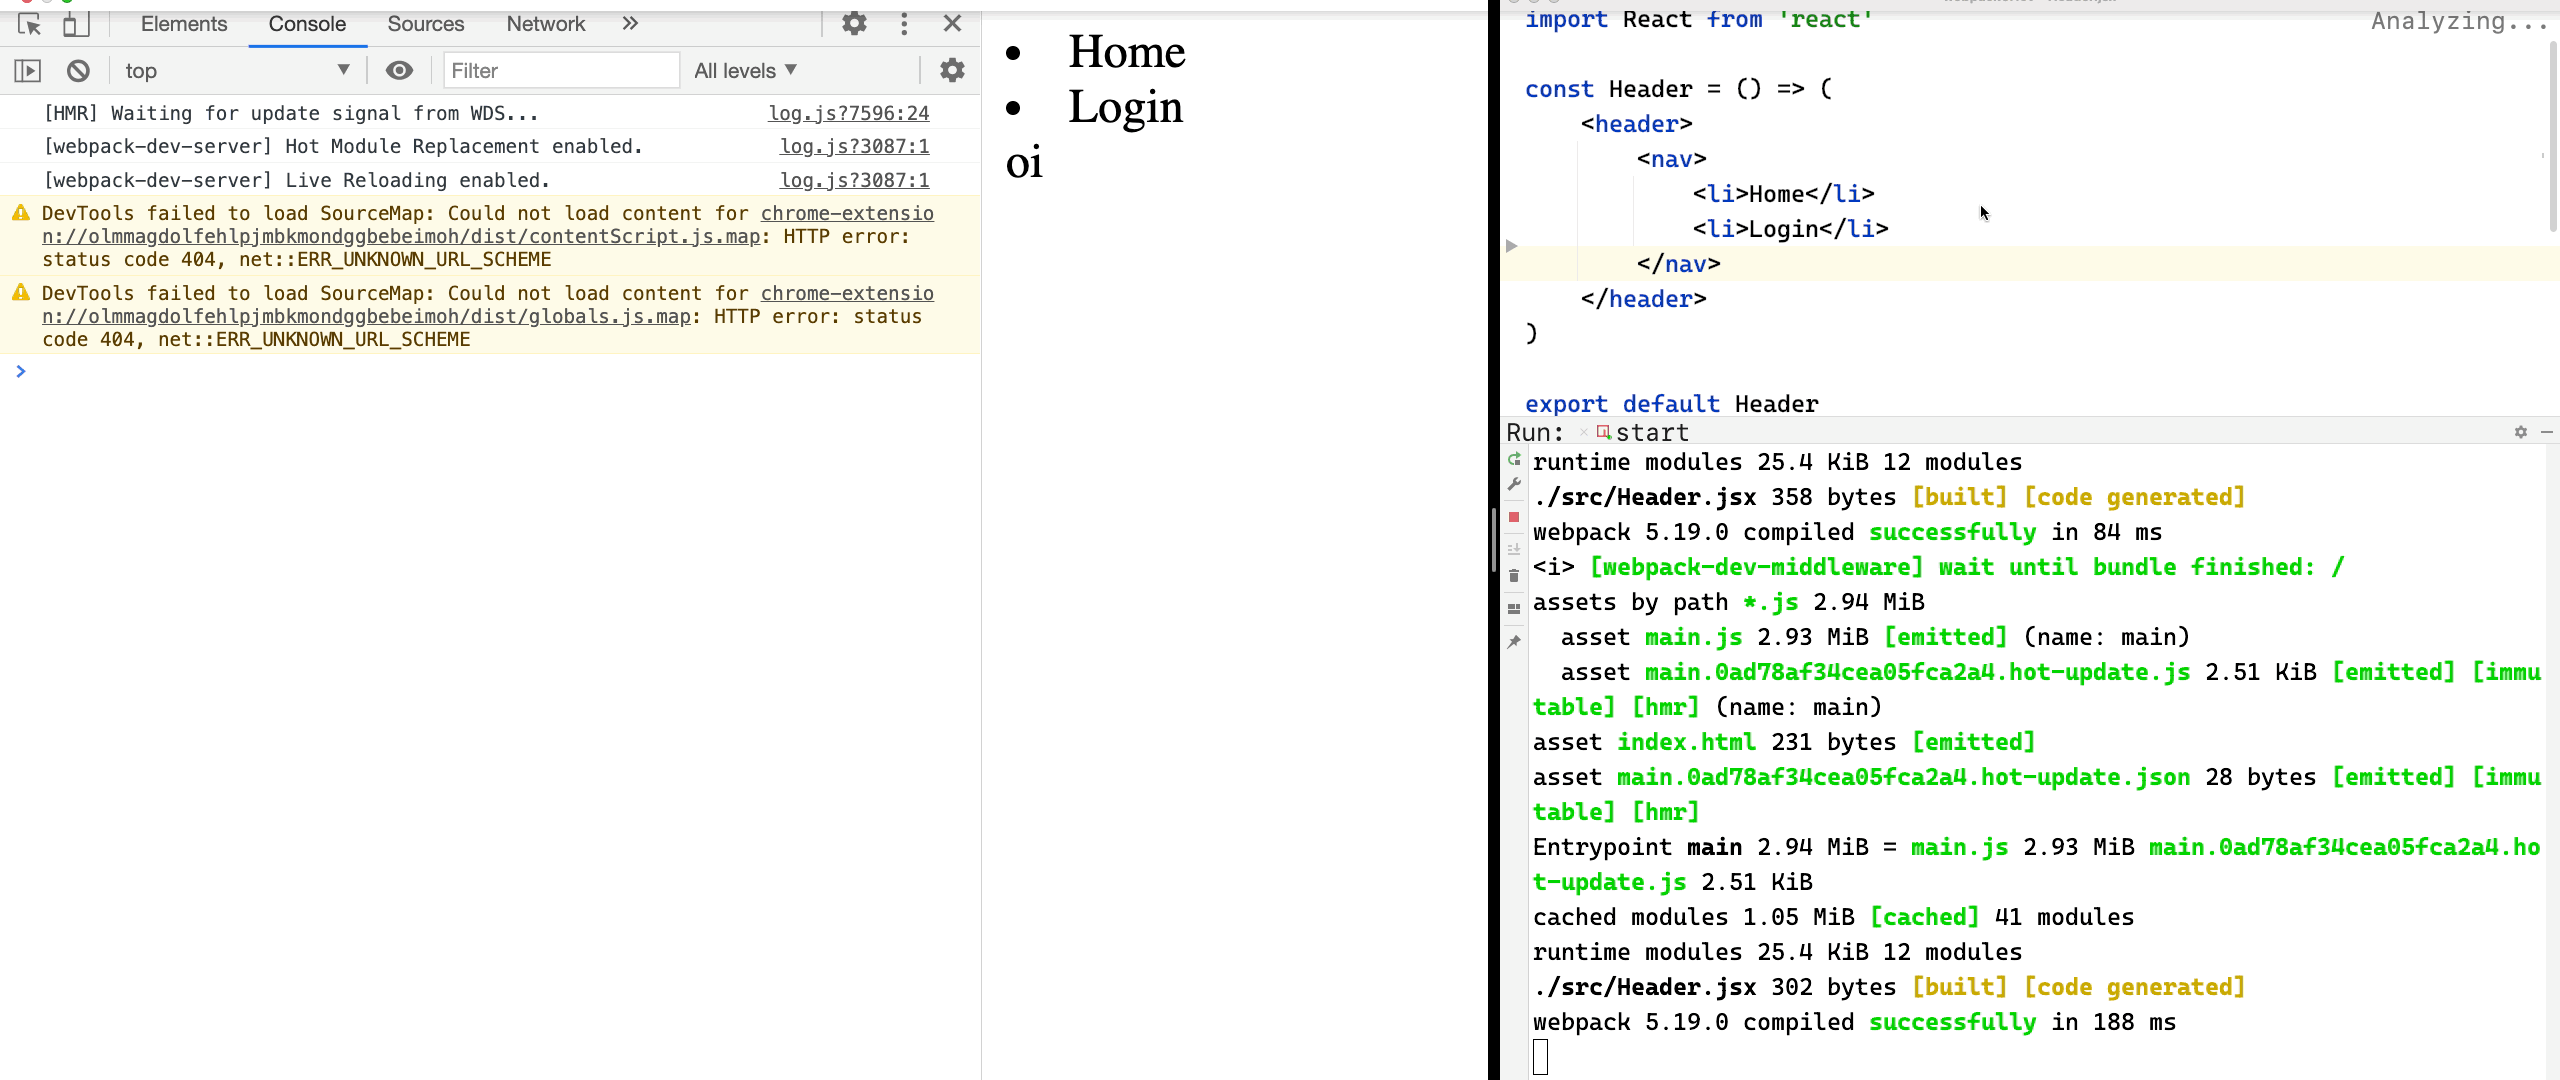 Elements Console Sources Network
top Filter All levels
[HMR] Waiting for update signal from WDS... log.js?7596:24
[webpack-dev-server] Hot Module Replacement enabled. log.js?3087:1
[webpack-dev-server] Live Reloading enabled. log.js?3087:1
DevTools failed to load SourceMap: Could not load content for chrome-extensio
n://olmmagdolfehlpjmbkmondggbebeimoh/dist/contentScript.js.map: HTTP error:
status code 404, net::ERR_UNKNOWN_URL_SCHEME
DevTools failed to load SourceMap: Could not load content for chrome-extensio
n://olmmagdolfehlpjmbkmondggbebeimoh/dist/globals.js.map: HTTP error: status
code 404, net::ERR_UNKNOWN_URL_SCHEME
>
• Home
• Login
oi
import React from 'react'
Analyzing...
const Header = () => (
<header>
<nav>
<li>Home</li>
<li>Login</li>
</nav>
</header>
)
export default Header
Run: start
runtime modules 25.4 KiB 12 modules
./src/Header.jsx 358 bytes [built] [code generated]
webpack 5.19.0 compiled successfully in 84 ms
<i> [webpack-dev-middleware] wait until bundle finished: /
assets by path *.js 2.94 MiB
asset main.js 2.93 MiB [emitted] (name: main)
asset main.0ad78af34cea05fca2a4.hot-update.js 2.51 KiB [emitted] [immu
table] [hmr] (name: main)
asset index.html 231 bytes [emitted]
asset main.0ad78af34cea05fca2a4.hot-update.json 28 bytes [emitted] [immu
table] [hmr]
Entrypoint main 2.94 MiB = main.js 2.93 MiB main.0ad78af34cea05fca2a4.ho
t-update.js 2.51 KiB
cached modules 1.05 MiB [cached] 41 modules
runtime modules 25.4 KiB 12 modules
./src/Header.jsx 302 bytes [built] [code generated]
webpack 5.19.0 compiled successfully in 188 ms